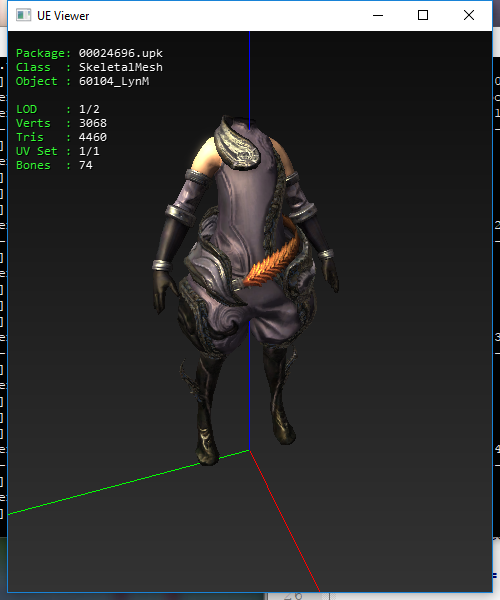 UE Viewer
Package: 00024696.upk
Class : SkeletalMesh
Object : 60104_LynM
LOD : 1/2
Verts : 3068
Tris : 4460
UV Set : 1/1
Bones : 74
26